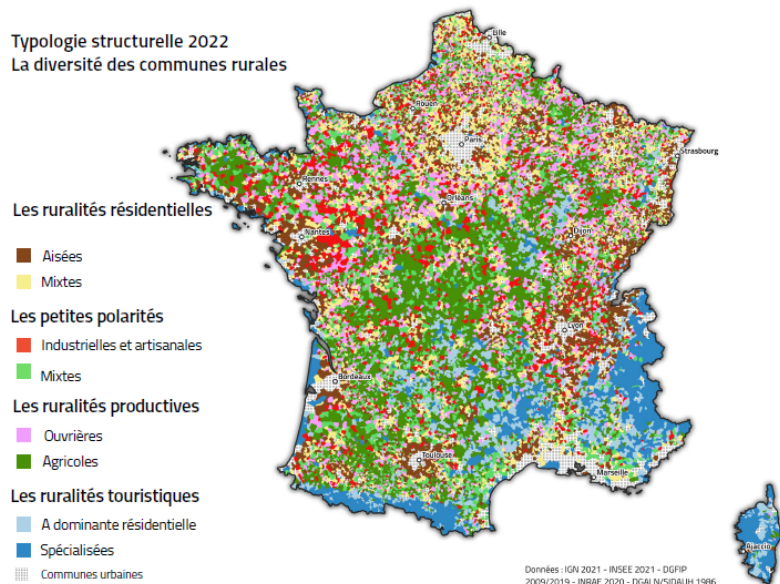 Typologie structurelle 2022
La diversité des communes rurales
Les ruralités résidentielles
Aisées
Mixtes
Les petites polarités
Industrielles et artisanales
Mixtes
Les ruralités productives
Ouvrières
Agricoles
Les ruralités touristiques
A dominante résidentielle
Spécialisées
Communes urbaines
Lille
Rouen
Paris
Strasbourg
Rennes
Orléans
Nantes
Dijon
Lyon
Bordeaux
Toulouse
Marseille
Ajaccio
Données : IGN 2021 - INSEE 2021 - DGFIP
2009/2019 - INRAE 2020 - DGALN/SIDAUH 1986